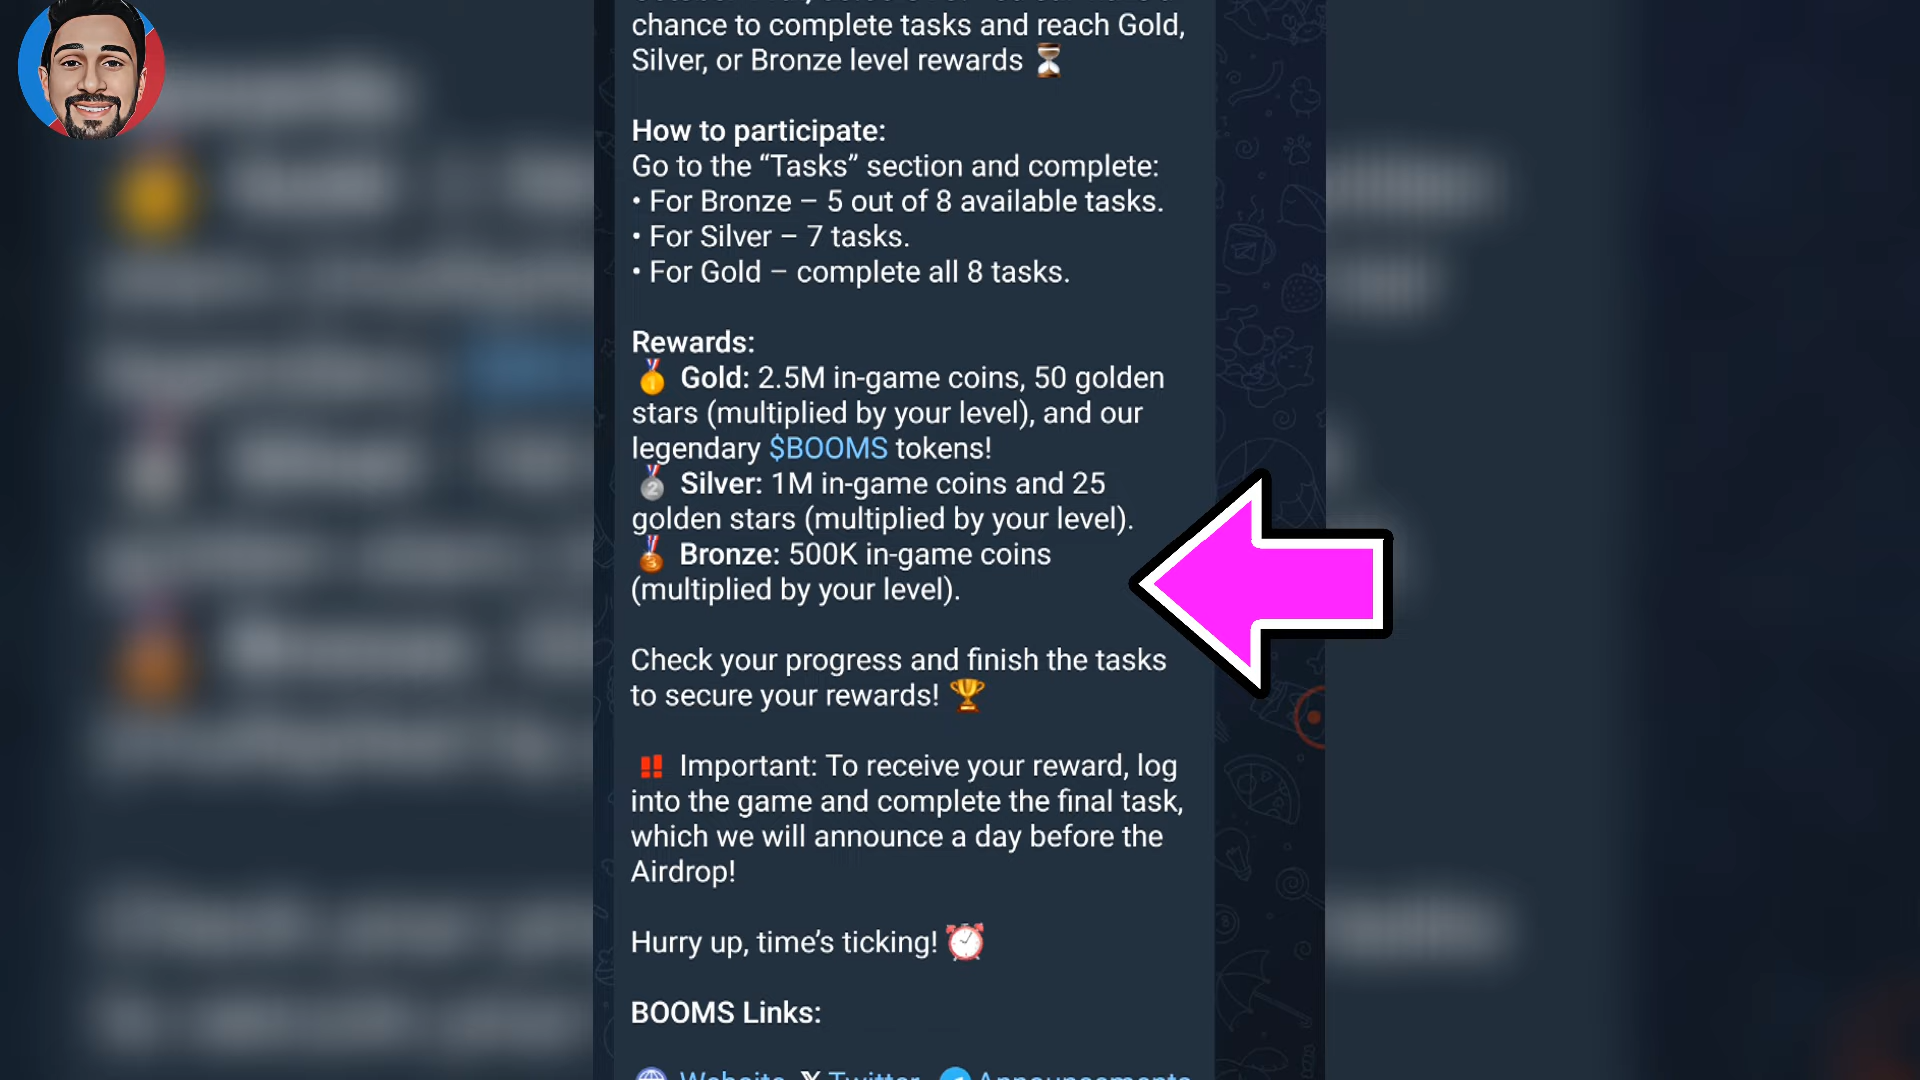 chance to complete tasks and reach Gold,
Silver, or Bronze level rewards ⏳
How to participate:
Go to the “Tasks” section and complete:
• For Bronze – 5 out of 8 available tasks.
• For Silver – 7 tasks.
• For Gold – complete all 8 tasks.
Rewards:
🥇 Gold: 2.5M in-game coins, 50 golden
stars (multiplied by your level), and our
legendary $BOOMS tokens!
🥈 Silver: 1M in-game coins and 25
golden stars (multiplied by your level).
🥉 Bronze: 500K in-game coins
(multiplied by your level).
Check your progress and finish the tasks
to secure your rewards! 🏆
‼️ Important: To receive your reward, log
into the game and complete the final task,
which we will announce a day before the
Airdrop!
Hurry up, time’s ticking! ⏰
BOOMS Links:
Website X Twitter Announcements